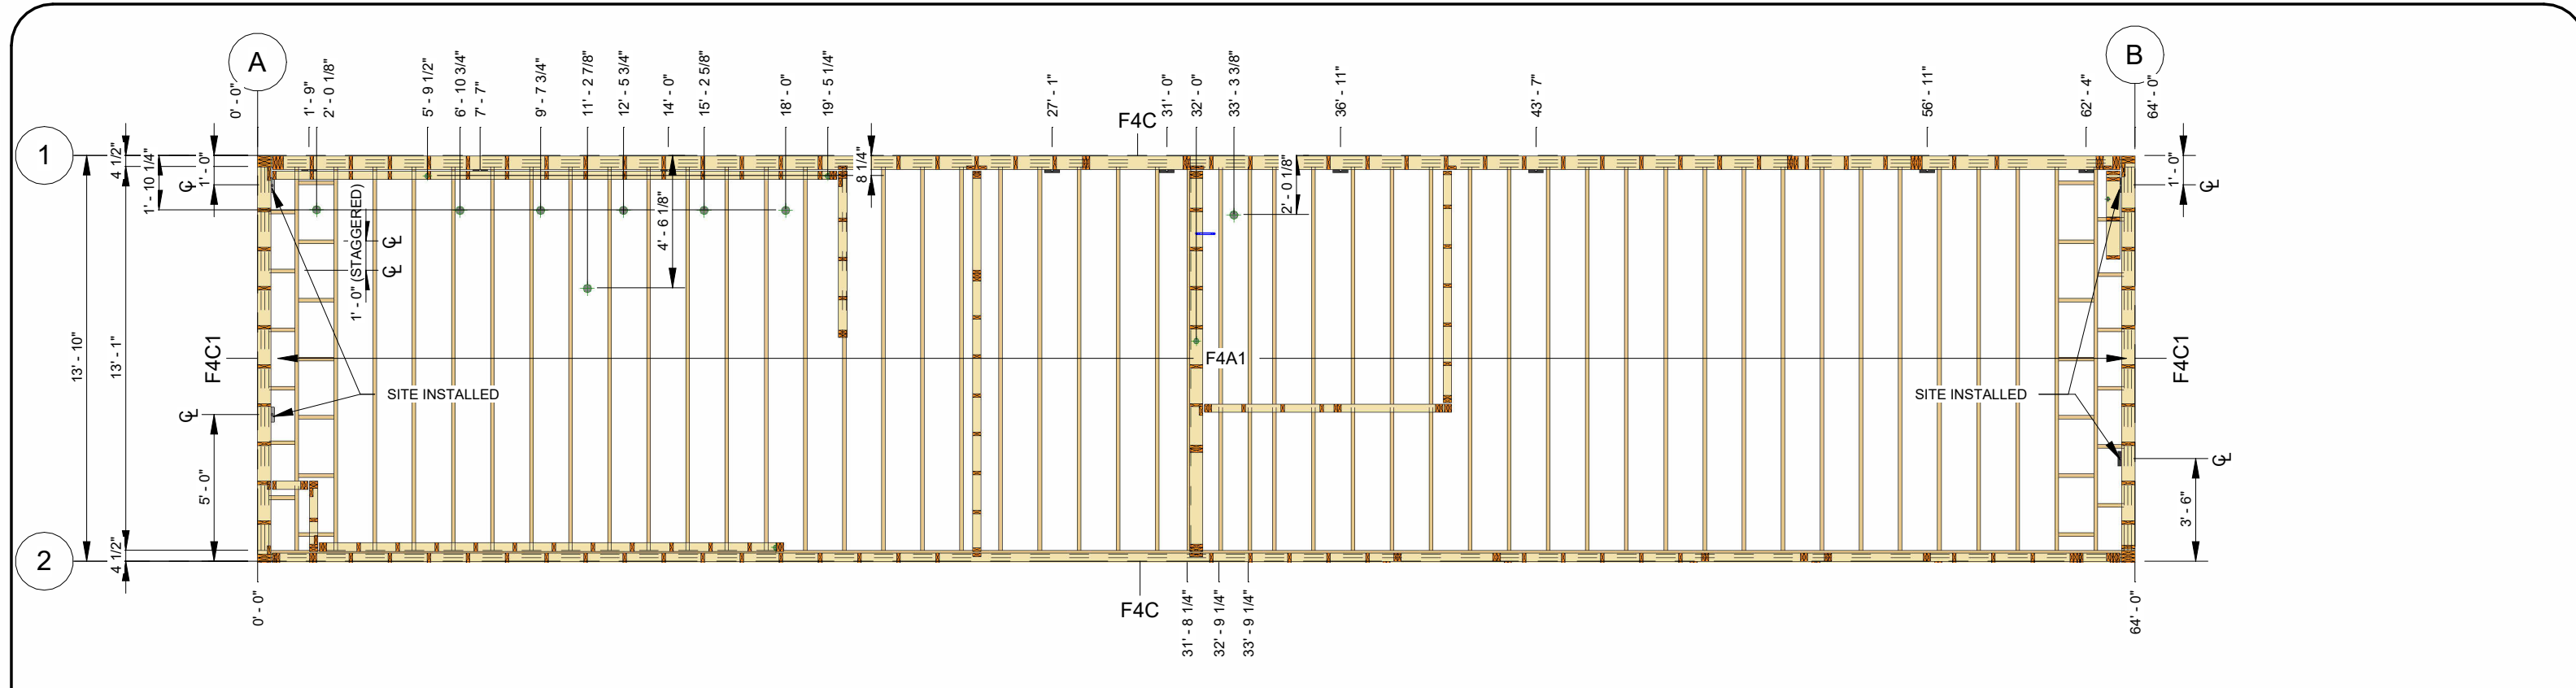 A
B
0' - 0"
1' - 9"
2' - 0 1/8"
5' - 9 1/2"
6' - 10 3/4"
7' - 7"
9' - 7 3/4"
11' - 2 7/8"
12' - 5 3/4"
14' - 0"
15' - 2 5/8"
18' - 0"
19' - 5 1/4"
27' - 1"
31' - 0"
32' - 0"
33' - 3 3/8"
36' - 11"
43' - 7"
56' - 11"
62' - 4"
64' - 0"
F4C
1
4 1/2"
1' - 10 1/4"
1' - 0"
℄
8 1/4"
2' - 0 1/8"
1' - 0"
℄
1' - 0" (STAGGERED)
℄
℄
4' - 6 1/8"
13' - 10"
13' - 1"
F4C1
F4A1
F4C1
SITE INSTALLED
SITE INSTALLED
℄
5' - 0"
℄
3' - 6"
2
4 1/2"
0' - 0"
F4C
31' - 8 1/4"
32' - 9 1/4"
33' - 9 1/4"
64' - 0"